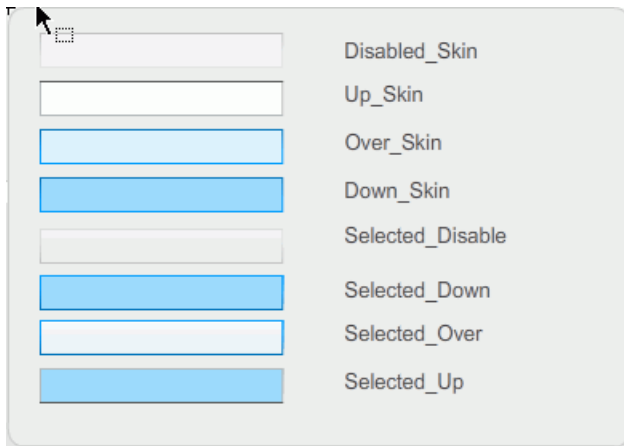 Disabled_Skin
Up_Skin
Over_Skin
Down_Skin
Selected_Disable
Selected_Down
Selected_Over
Selected_Up